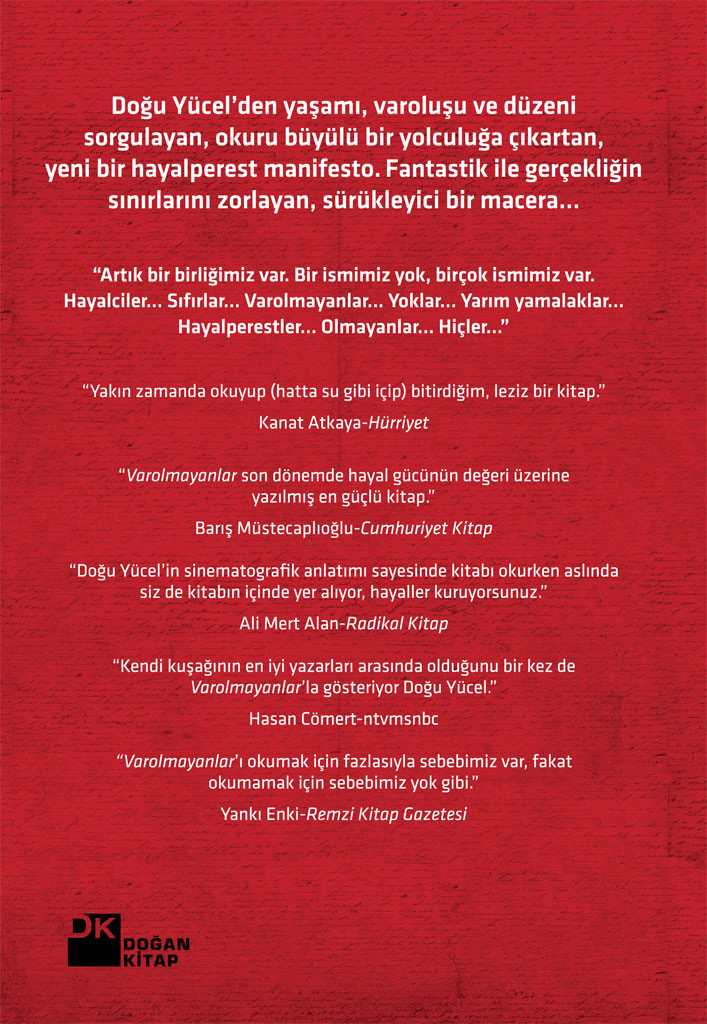 Doğu Yücel’den yaşamı, varoluşu ve düzeni
sorgulayan, okuru büyülü bir yolculuğa çıkartan,
yeni bir hayalperest manifesto. Fantastik ile gerçekliğin
sınırlarını zorlayan, sürükleyici bir macera...
“Artık bir birliğimiz var. Bir ismimiz yok, birçok ismimiz var.
Hayalciler... Sıfırlar... Varolmayanlar... Yoklar... Yarım yamalaklar...
Hayalperestler... Olmayanlar... Hiçler...”
“Yakın zamanda okuyup (hatta su gibi içip) bitirdiğim, leziz bir kitap.”
Kanat Atkaya-Hürriyet
“Varolmayanlar son dönemde hayal gücünün değeri üzerine
yazılmış en güçlü kitap.”
Barış Müstecaplıoğlu-Cumhuriyet Kitap
“Doğu Yücel’in sinematografik anlatımı sayesinde kitabı okurken aslında
siz de kitabın içinde yer alıyor, hayaller kuruyorsunuz.”
Ali Mert Alan-Radikal Kitap
“Kendi kuşağının en iyi yazarları arasında olduğunu bir kez de
Varolmayanlar’la gösteriyor Doğu Yücel.”
Hasan Cömert-ntvmsnbc
“Varolmayanlar’ı okumak için fazlasıyla sebebimiz var, fakat
okumamak için sebebimiz yok gibi.”
Yankı Enki-Remzi Kitap Gazetesi
DK
DOĞAN
KİTAP